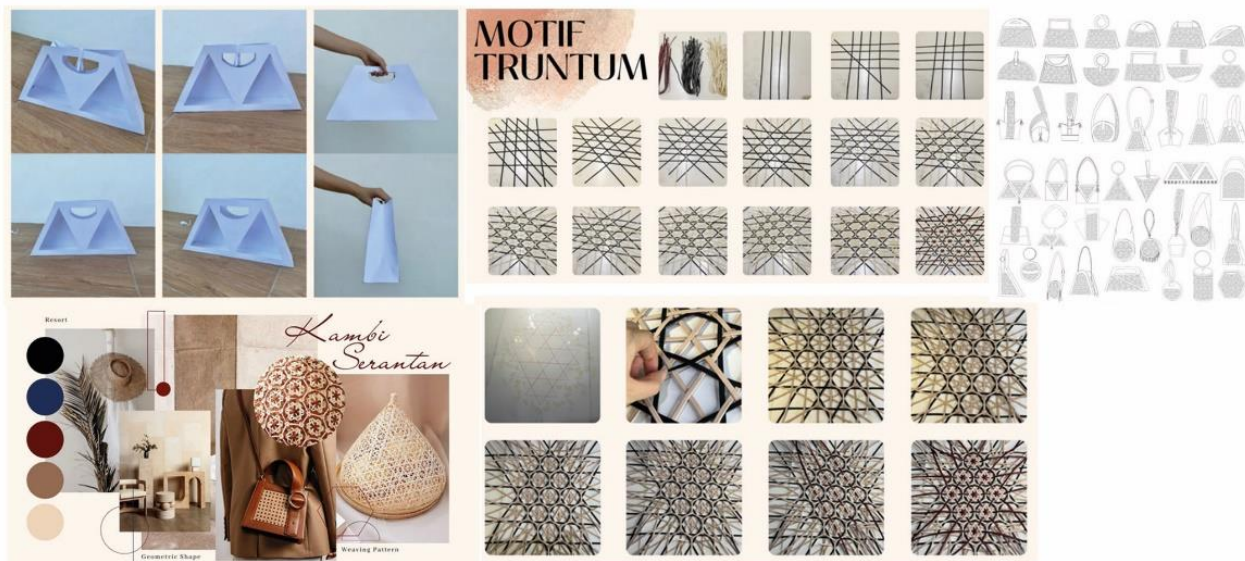 MOTIF
TRUNTUM
Resort
Kambi
Serantan
Geometric Shape
Weaving Pattern